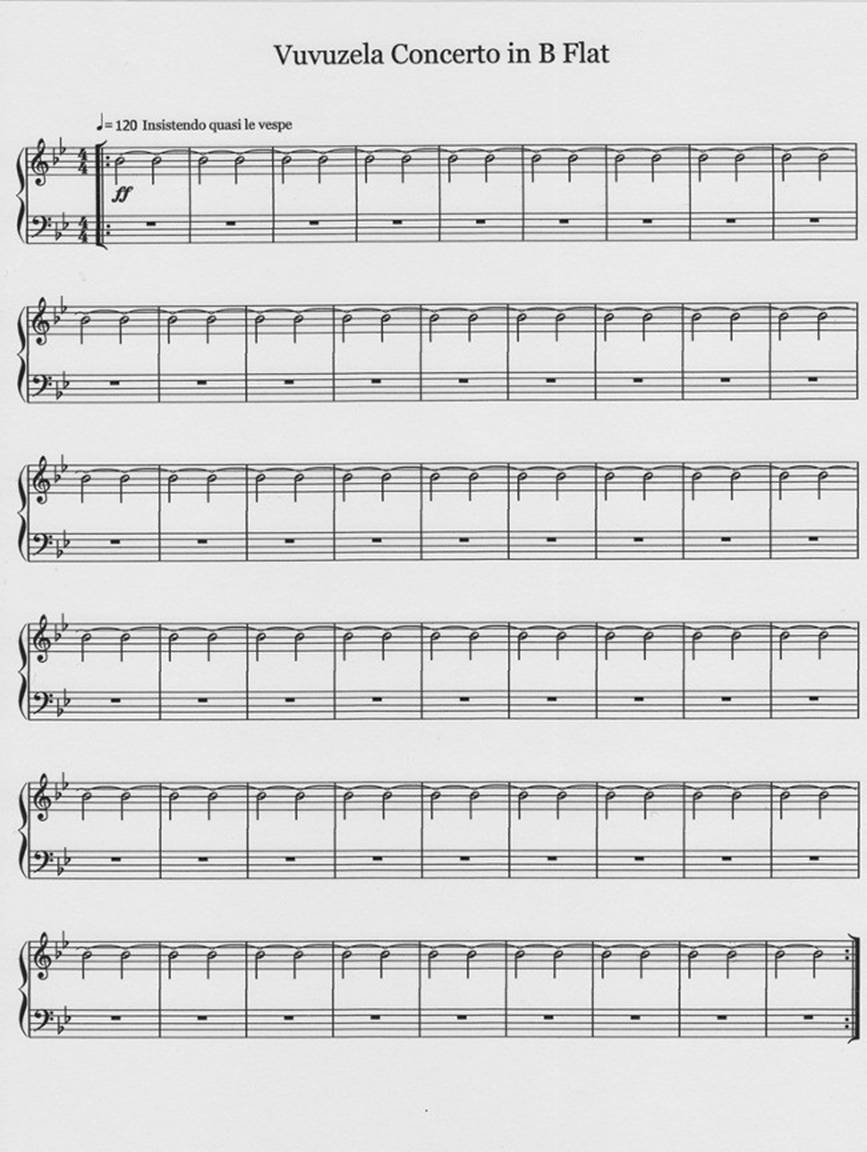 Vuvuzela Concerto in B Flat
♩= 120 Insistendo quasi le vespe
ff